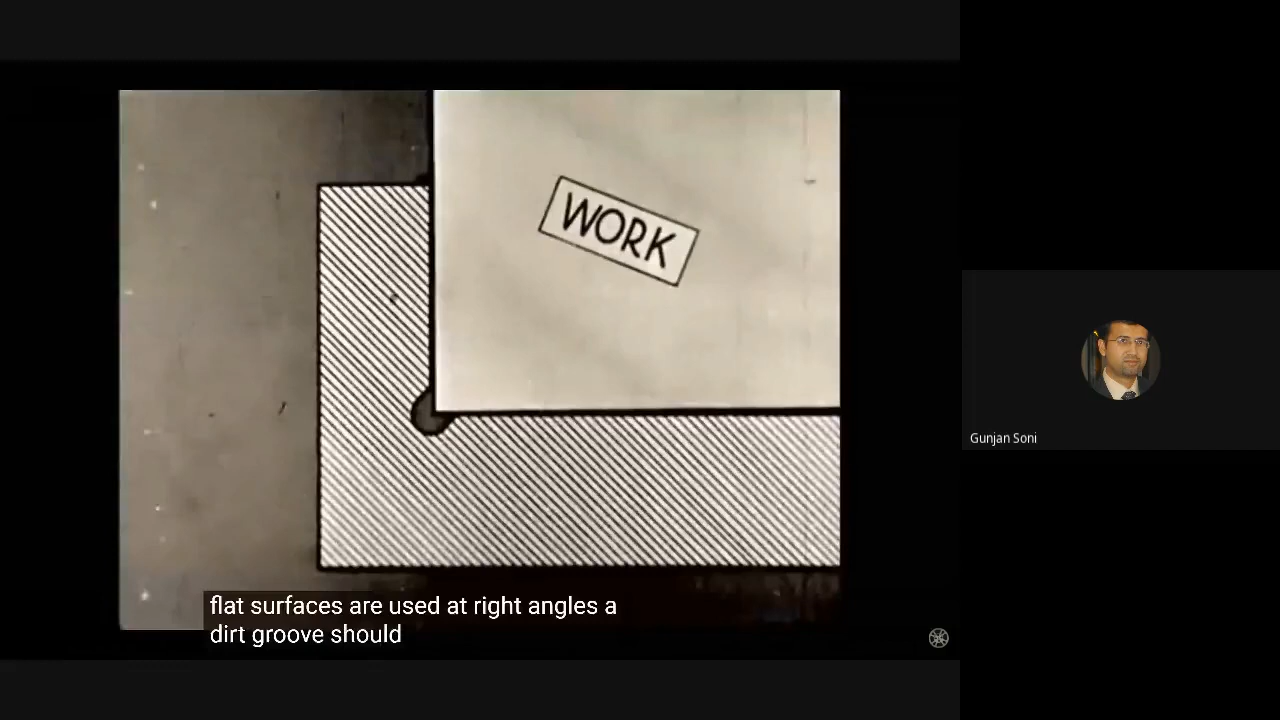 WORK
Gunjan Soni
flat surfaces are used at right angles a
dirt groove should